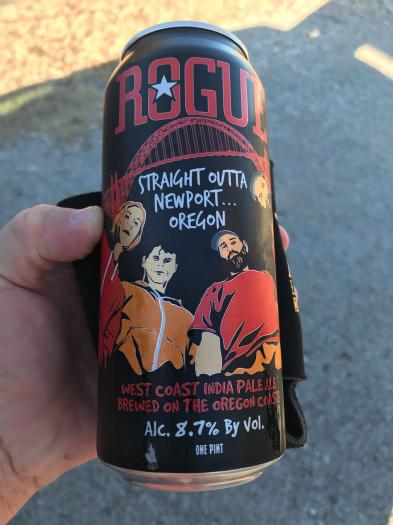 ROGUE
STRAIGHT OUTTA
NEWPORT...
OREGON
WEST COAST INDIA PALE ALE
BREWED ON THE OREGON COAST
Alc. 8.7% By Vol.
ONE PINT